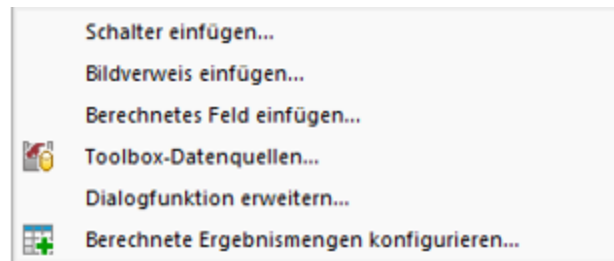 Schalter einfügen...
Bildverweis einfügen...
Berechnetes Feld einfügen...
Toolbox-Datenquellen...
Dialogfunktion erweitern...
Berechnete Ergebnismengen konfigurieren...